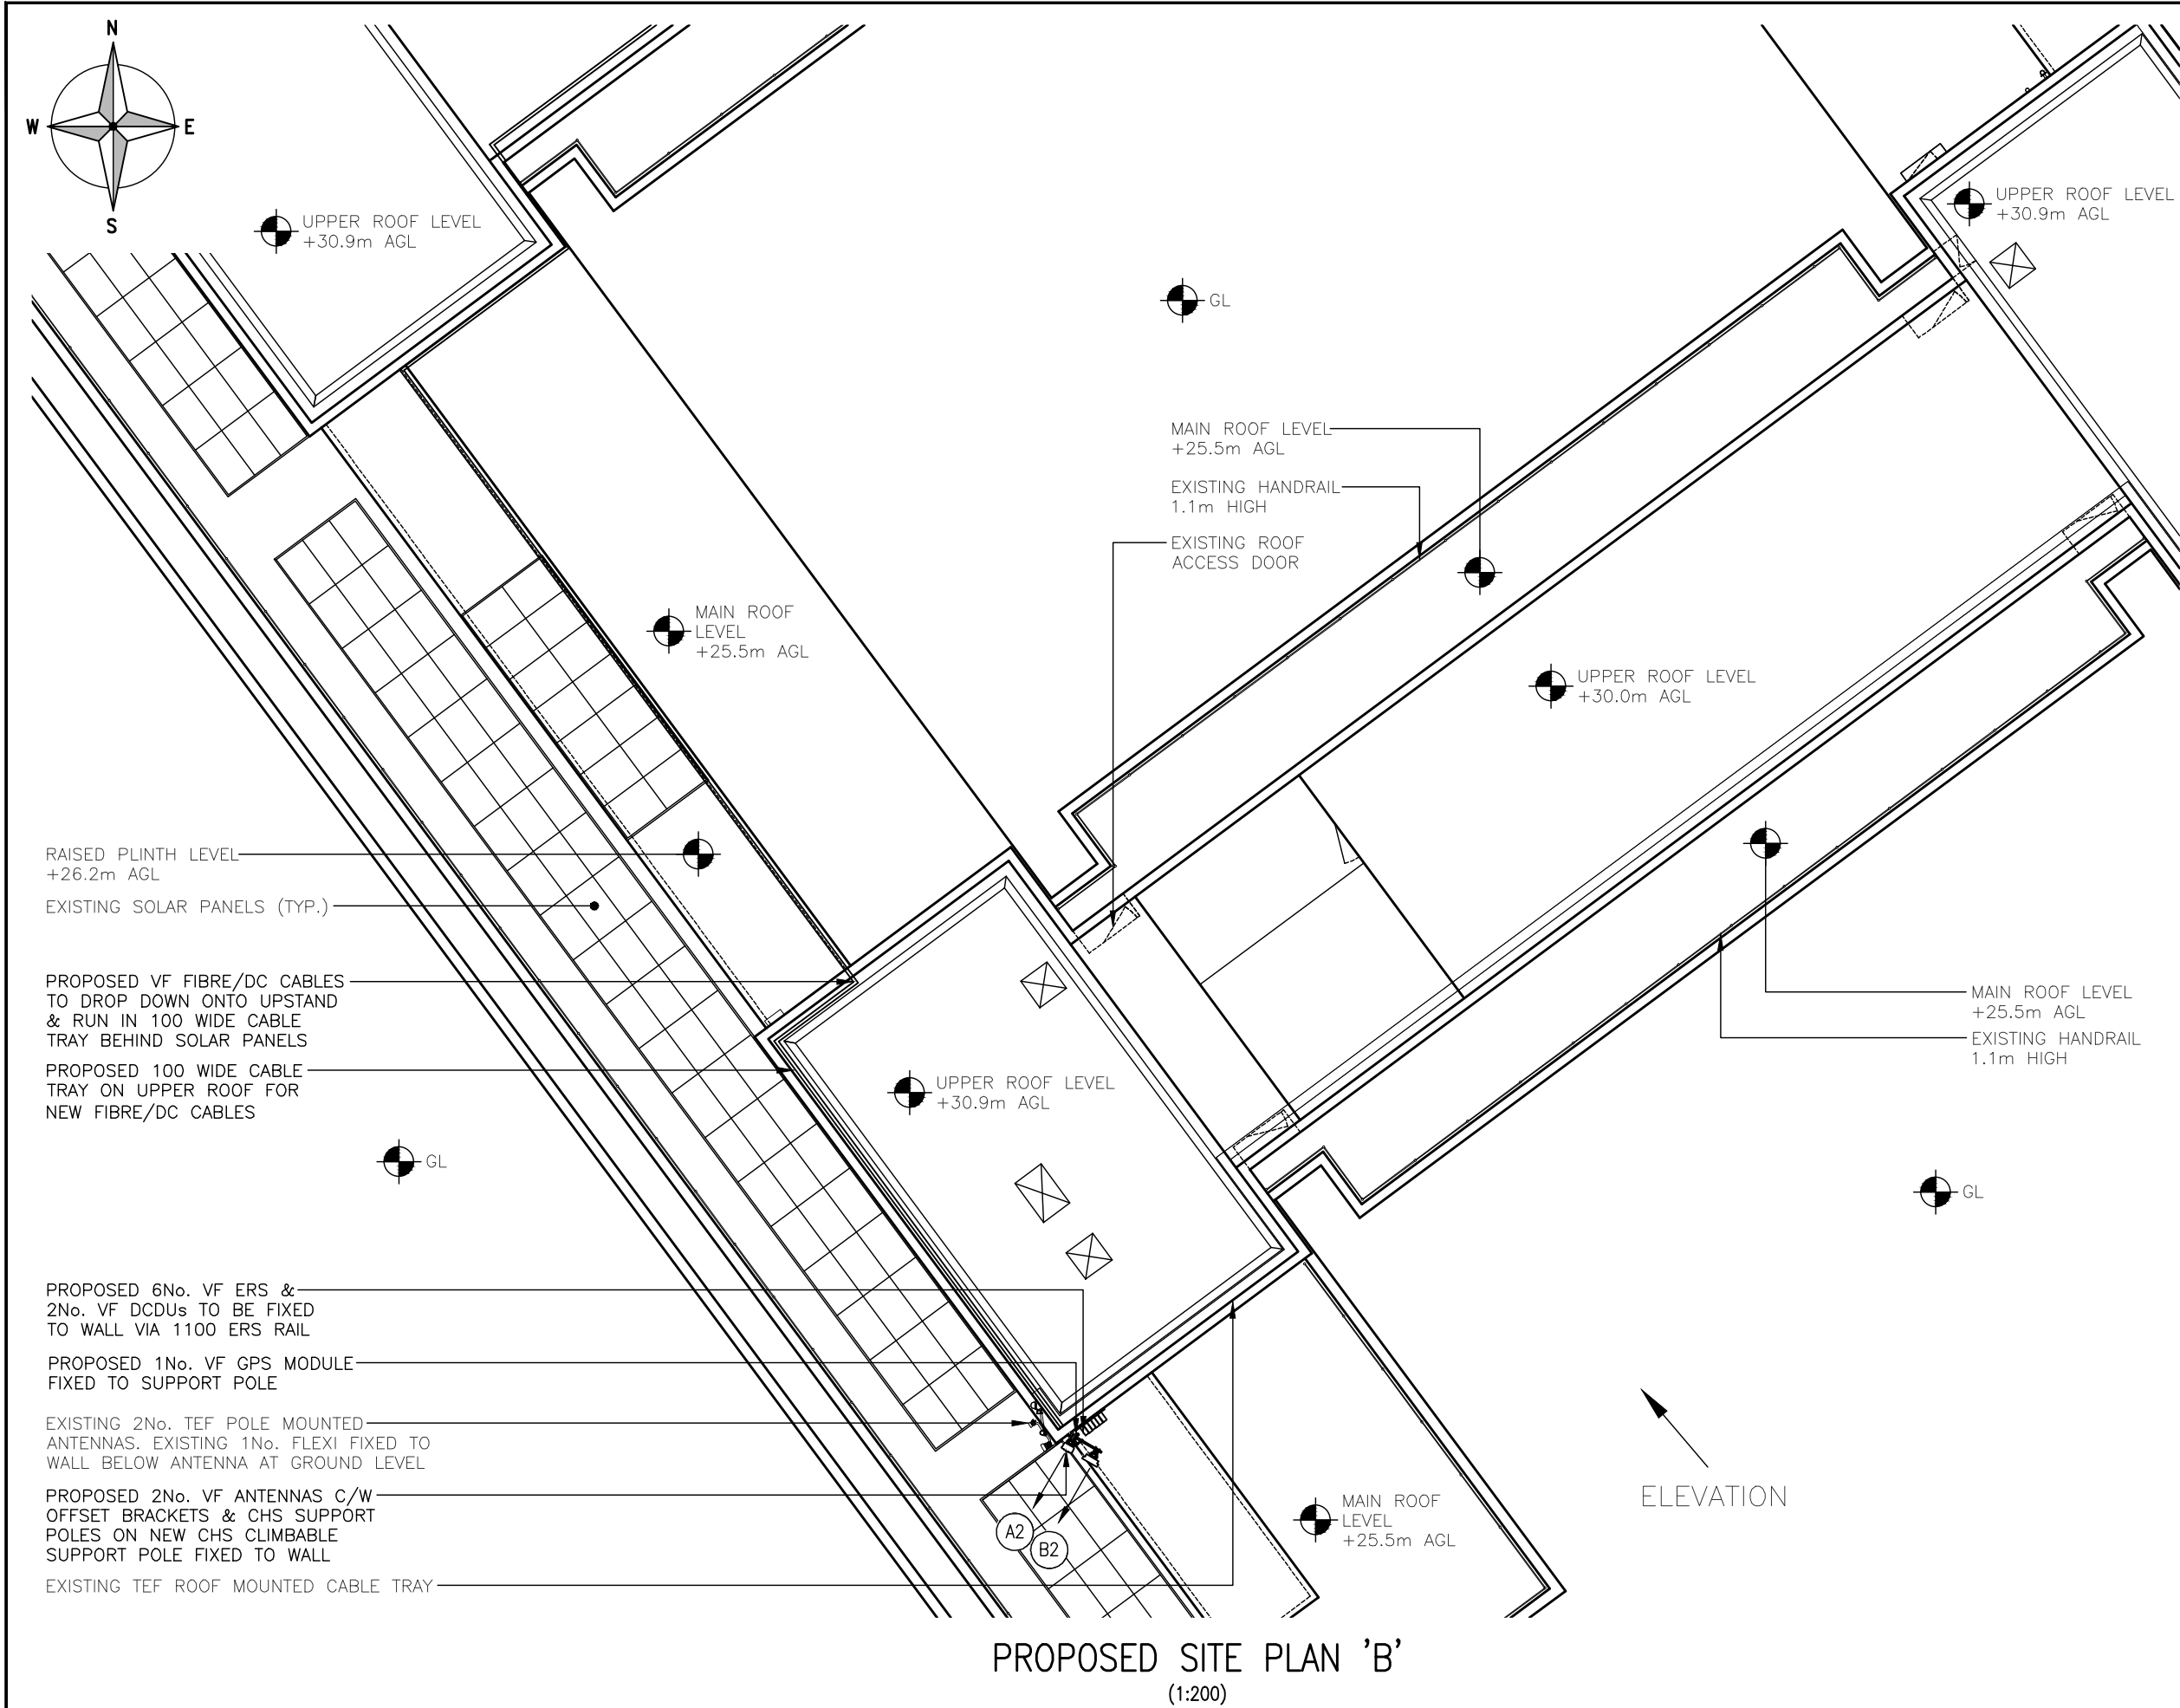 N
W
E
S
UPPER ROOF LEVEL
+30.9m AGL
UPPER ROOF LEVEL
+30.9m AGL
GL
MAIN ROOF LEVEL
+25.5m AGL
EXISTING HANDRAIL
1.1m HIGH
EXISTING ROOF
ACCESS DOOR
MAIN ROOF
LEVEL
+25.5m AGL
UPPER ROOF LEVEL
+30.0m AGL
RAISED PLINTH LEVEL
+26.2m AGL
EXISTING SOLAR PANELS (TYP.)
PROPOSED VF FIBRE/DC CABLES
TO DROP DOWN ONTO UPSTAND
& RUN IN 100 WIDE CABLE
TRAY BEHIND SOLAR PANELS
PROPOSED 100 WIDE CABLE
TRAY ON UPPER ROOF FOR
NEW FIBRE/DC CABLES
MAIN ROOF LEVEL
+25.5m AGL
EXISTING HANDRAIL
1.1m HIGH
UPPER ROOF LEVEL
+30.9m AGL
GL
GL
PROPOSED 6No. VF ERS &
2No. VF DCDUs TO BE FIXED
TO WALL VIA 1100 ERS RAIL
PROPOSED 1No. VF GPS MODULE
FIXED TO SUPPORT POLE
EXISTING 2No. TEF POLE MOUNTED
ANTENNAS. EXISTING 1No. FLEXI FIXED TO
WALL BELOW ANTENNA AT GROUND LEVEL
PROPOSED 2No. VF ANTENNAS C/W
OFFSET BRACKETS & CHS SUPPORT
POLES ON NEW CHS CLIMBABLE
SUPPORT POLE FIXED TO WALL
EXISTING TEF ROOF MOUNTED CABLE TRAY
A2
B2
MAIN ROOF
LEVEL
+25.5m AGL
ELEVATION
PROPOSED SITE PLAN 'B'
(1:200)